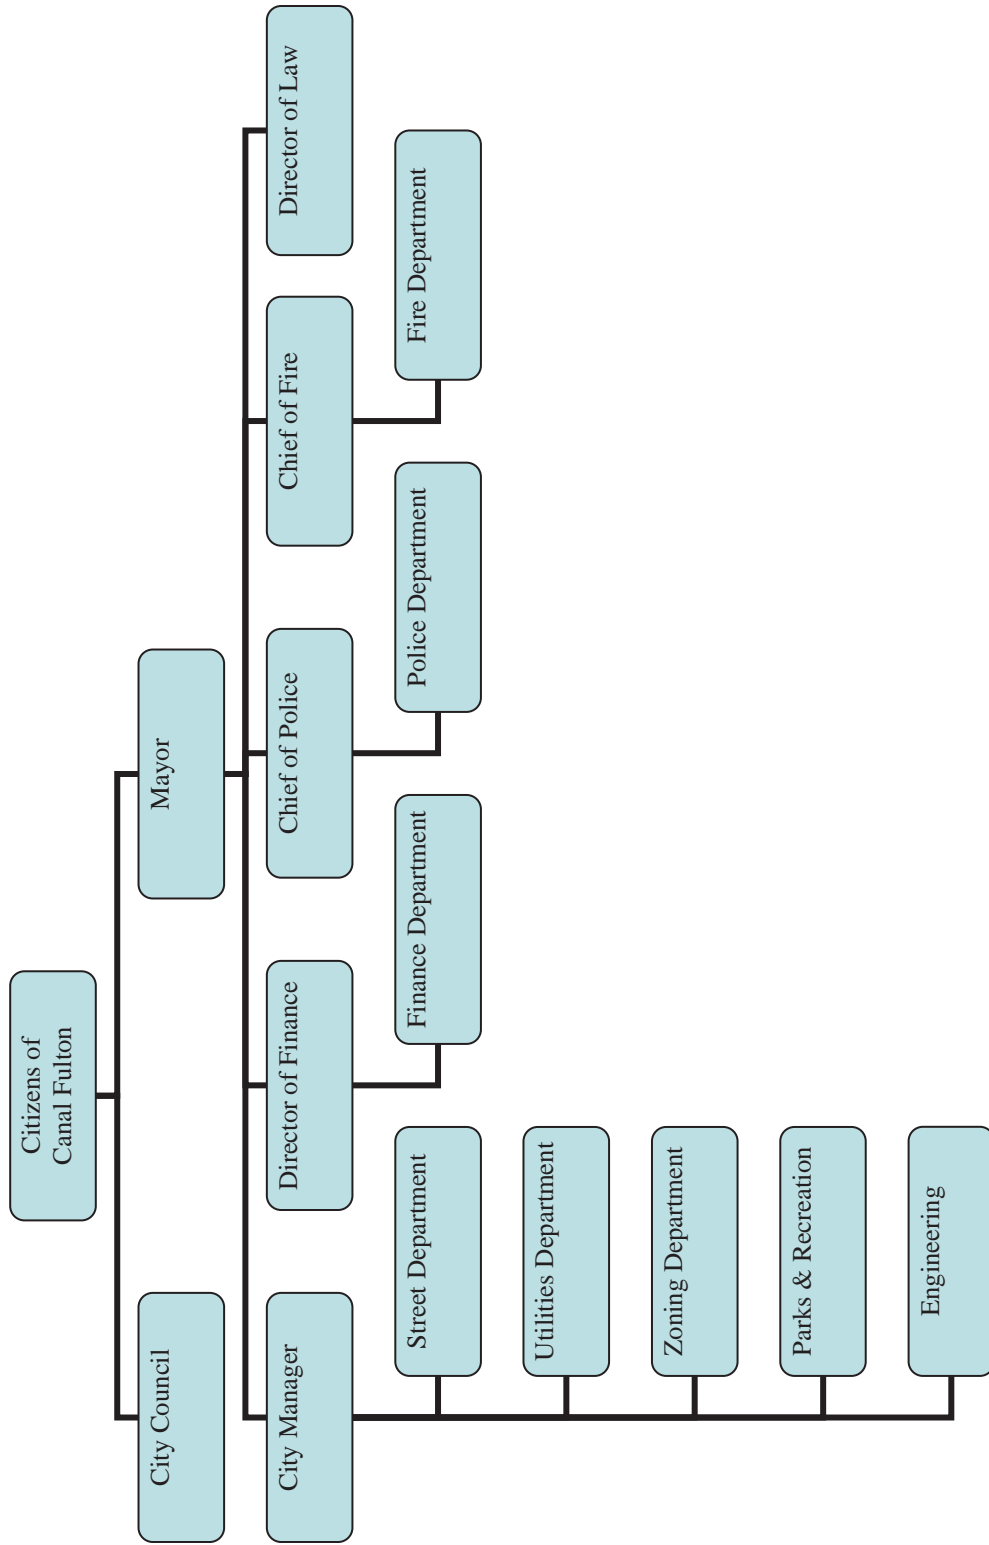 Citizens of
Canal Fulton
City Council
Mayor
City Manager
Director of Finance
Chief of Police
Chief of Fire
Director of Law
Street Department
Finance Department
Police Department
Fire Department
Utilities Department
Zoning Department
Parks & Recreation
Engineering